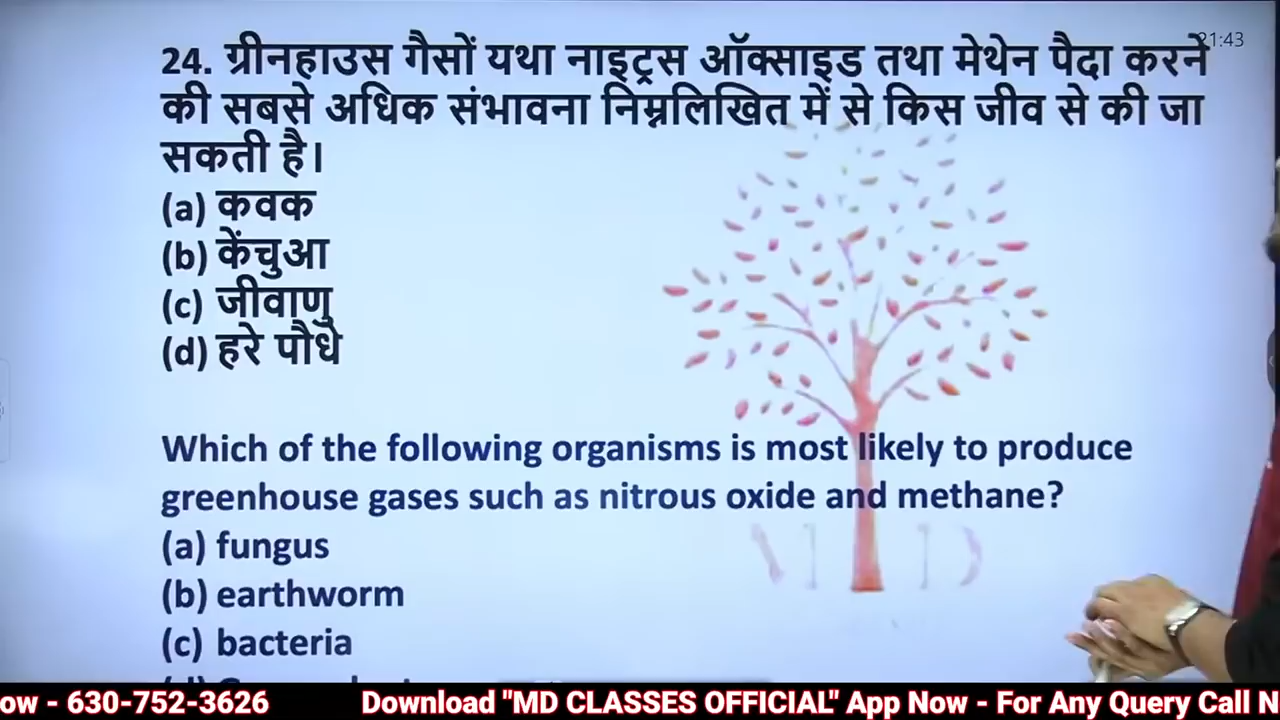 21:43
24. ग्रीनहाउस गैसों यथा नाइट्रस ऑक्साइड तथा मेथेन पैदा करने
की सबसे अधिक संभावना निम्नलिखित में से किस जीव से की जा
सकती है।
(a) कवक
(b) केंचुआ
(c) जीवाणु
(d) हरे पौधे
Which of the following organisms is most likely to produce
greenhouse gases such as nitrous oxide and methane?
(a) fungus
(b) earthworm
(c) bacteria
ow - 630-752-3626 Download "MD CLASSES OFFICIAL" App Now - For Any Query Call N